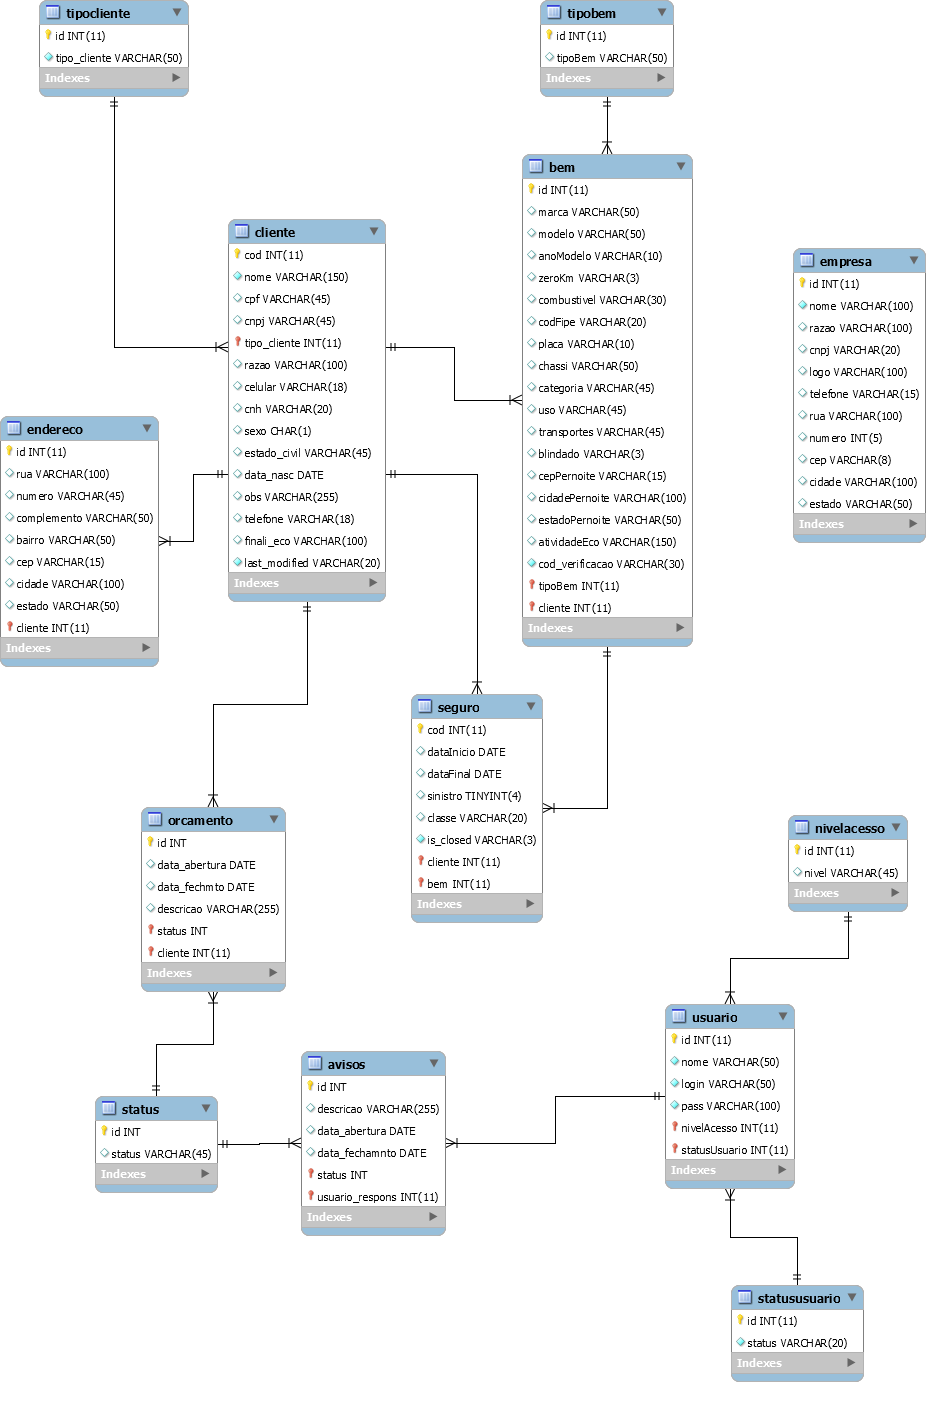 tipocliente
id INT(11)
tipo_cliente VARCHAR(50)
Indexes
tipobem
id INT(11)
tipoBem VARCHAR(50)
Indexes
bem
id INT(11)
marca VARCHAR(50)
modelo VARCHAR(50)
anoModelo VARCHAR(10)
zeroKm VARCHAR(3)
combustivel VARCHAR(30)
codFipe VARCHAR(20)
placa VARCHAR(10)
chassi VARCHAR(50)
categoria VARCHAR(45)
uso VARCHAR(45)
transportes VARCHAR(45)
blindado VARCHAR(3)
cepPernoite VARCHAR(15)
cidadePernoite VARCHAR(100)
estadoPernoite VARCHAR(50)
atividadeEco VARCHAR(150)
cod_verificacao VARCHAR(30)
tipoBem INT(11)
cliente INT(11)
Indexes
cliente
cod INT(11)
nome VARCHAR(150)
cpf VARCHAR(45)
cnpj VARCHAR(45)
tipo_cliente INT(11)
razao VARCHAR(100)
celular VARCHAR(18)
cnh VARCHAR(20)
sexo CHAR(1)
estado_civil VARCHAR(45)
data_nasc DATE
obs VARCHAR(255)
telefone VARCHAR(18)
finali_eco VARCHAR(100)
last_modified VARCHAR(20)
Indexes
empresa
id INT(11)
nome VARCHAR(100)
razao VARCHAR(100)
cnpj VARCHAR(20)
logo VARCHAR(100)
telefone VARCHAR(15)
rua VARCHAR(100)
numero INT(5)
cep VARCHAR(8)
cidade VARCHAR(100)
estado VARCHAR(50)
Indexes
endereco
id INT(11)
rua VARCHAR(100)
numero VARCHAR(45)
complemento VARCHAR(50)
bairro VARCHAR(50)
cep VARCHAR(15)
cidade VARCHAR(100)
estado VARCHAR(50)
cliente INT(11)
Indexes
seguro
cod INT(11)
dataInicio DATE
dataFinal DATE
sinistro TINYINT(4)
classe VARCHAR(20)
is_closed VARCHAR(3)
cliente INT(11)
bem INT(11)
Indexes
orcamento
id INT
data_abertura DATE
data_fechmto DATE
descricao VARCHAR(255)
status INT
cliente INT(11)
Indexes
nivelacesso
id INT(11)
nivel VARCHAR(45)
Indexes
usuario
id INT(11)
nome VARCHAR(50)
login VARCHAR(50)
pass VARCHAR(100)
nivelAcesso INT(11)
statusUsuario INT(11)
Indexes
avisos
id INT
descricao VARCHAR(255)
data_abertura DATE
data_fechamnto DATE
status INT
usuario_respons INT(11)
Indexes
status
id INT
status VARCHAR(45)
Indexes
statususuario
id INT(11)
status VARCHAR(20)
Indexes